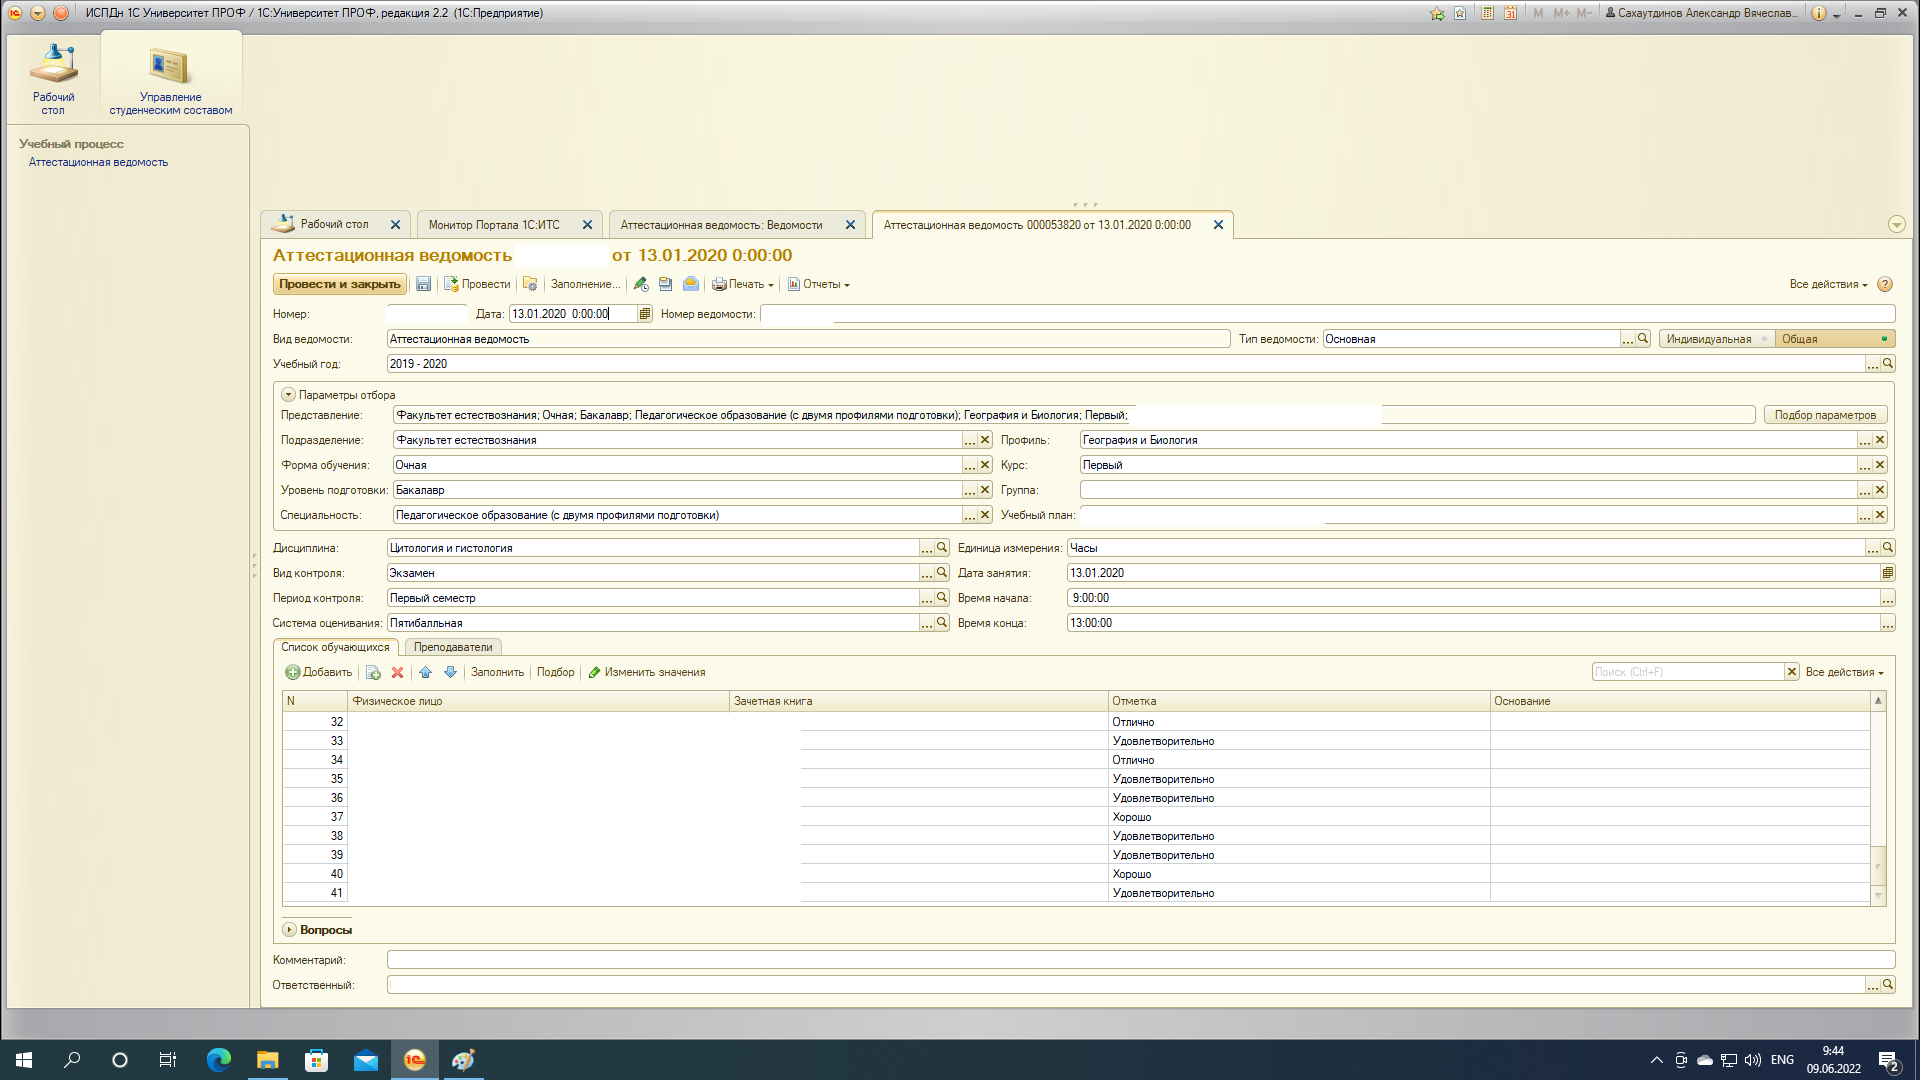 ИСПДн 1С Университет ПРОФ / 1С:Университет ПРОФ, редакция 2.2 (1С:Предприятие)
M M+ M- Сахаутдинов Александр Вячеслав...
Рабочий стол
Управление студенческим составом
Учебный процесс
Аттестационная ведомость
Рабочий стол
Монитор Портала 1С:ИТС
Аттестационная ведомость: Ведомости
Аттестационная ведомость 000053820 от 13.01.2020 0:00:00
Аттестационная ведомость от 13.01.2020 0:00:00
Провести и закрыть Провести Заполнение... Печать Отчеты Все действия
Номер: Дата: 13.01.2020 0:00:00 Номер ведомости:
Вид ведомости: Аттестационная ведомость Тип ведомости: Основная ... Индивидуальная Общая
Учебный год: 2019 - 2020 ...
Параметры отбора
Представление: Факультет естествознания; Очная; Бакалавр; Педагогическое образование (с двумя профилями подготовки); География и Биология; Первый; Подбор параметров
Подразделение: Факультет естествознания ... Профиль: География и Биология ...
Форма обучения: Очная ... Курс: Первый ...
Уровень подготовки: Бакалавр ... Группа: ...
Специальность: Педагогическое образование (с двумя профилями подготовки) ... Учебный план: ...
Дисциплина: Цитология и гистология ... Единица измерения: Часы ...
Вид контроля: Экзамен ... Дата занятия: 13.01.2020
Период контроля: Первый семестр ... Время начала: 9:00:00 ...
Система оценивания: Пятибалльная ... Время конца: 13:00:00 ...
Список обучающихся Преподаватели
Добавить Заполнить Подбор Изменить значения Поиск (Ctrl+F) Все действия
N Физическое лицо Зачетная книга Отметка Основание
32 Отлично
33 Удовлетворительно
34 Отлично
35 Удовлетворительно
36 Удовлетворительно
37 Хорошо
38 Удовлетворительно
39 Удовлетворительно
40 Хорошо
41 Удовлетворительно
Вопросы
Комментарий:
Ответственный: ...
ENG 9:44
09.06.2022 2